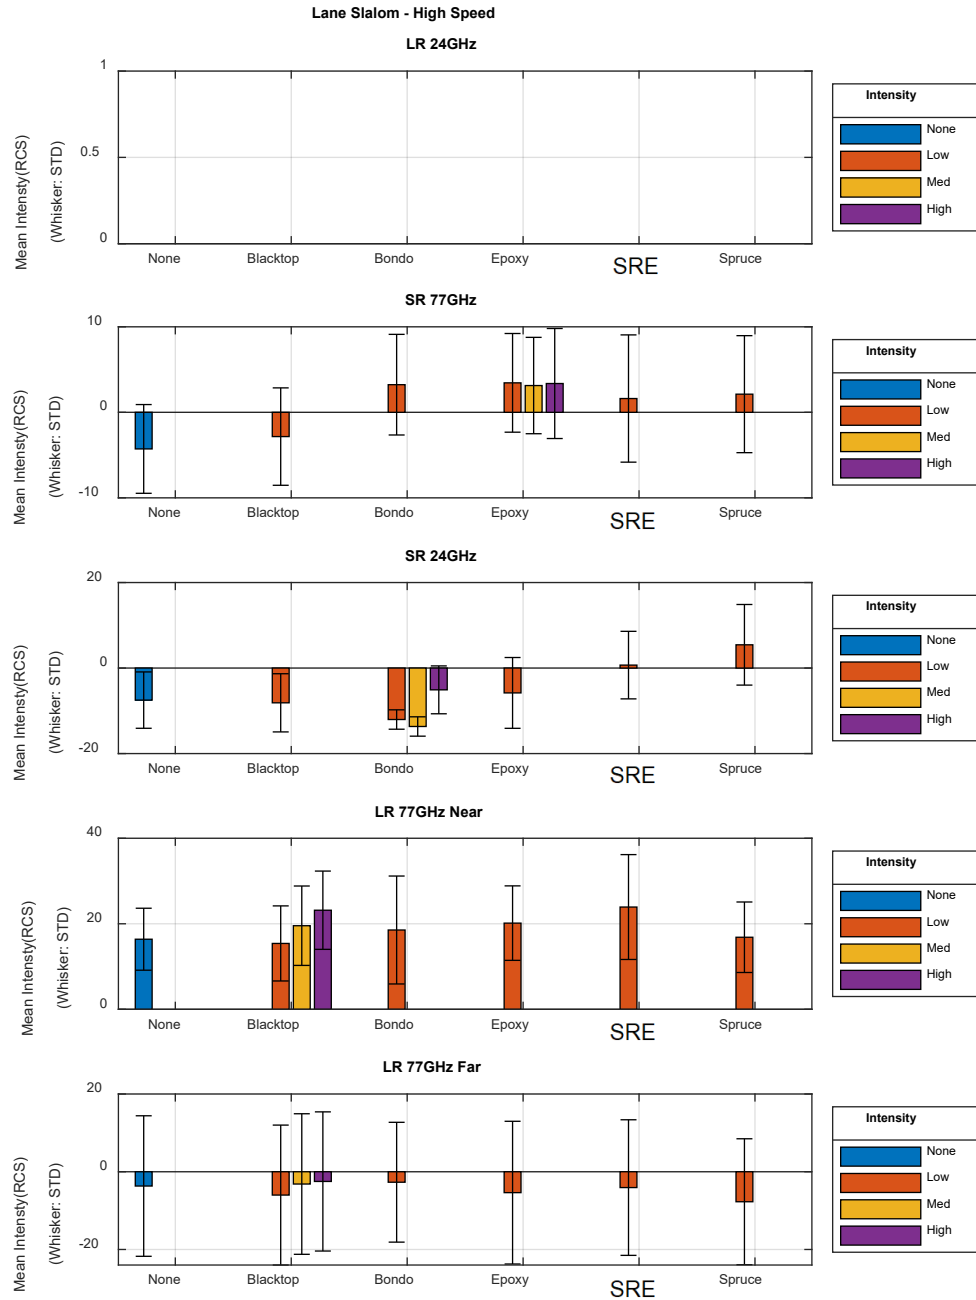 Lane Slalom - High Speed
LR 24GHz
Mean Intensty(RCS)
(Whisker: STD)
1
0.5
0
None Blacktop Bondo Epoxy SRE Spruce
Intensity
None
Low
Med
High
SR 77GHz
Mean Intensty(RCS)
(Whisker: STD)
10
0
-10
None Blacktop Bondo Epoxy SRE Spruce
Intensity
None
Low
Med
High
SR 24GHz
Mean Intensty(RCS)
(Whisker: STD)
20
0
-20
None Blacktop Bondo Epoxy SRE Spruce
Intensity
None
Low
Med
High
LR 77GHz Near
Mean Intensty(RCS)
(Whisker: STD)
40
20
0
None Blacktop Bondo Epoxy SRE Spruce
Intensity
None
Low
Med
High
LR 77GHz Far
Mean Intensty(RCS)
(Whisker: STD)
20
0
-20
None Blacktop Bondo Epoxy SRE Spruce
Intensity
None
Low
Med
High